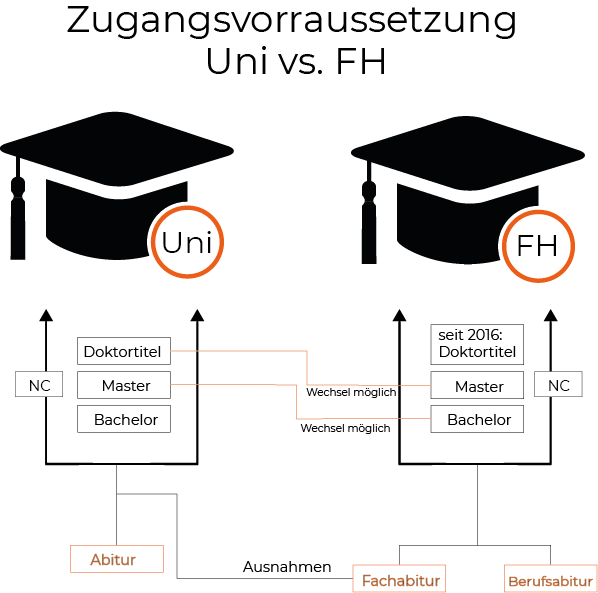 Zugangsvorraussetzung
Uni vs. FH
Uni
FH
seit 2016:
Doktortitel
Doktortitel
NC
Master
Wechsel möglich
Master
NC
Bachelor
Wechsel möglich
Bachelor
Abitur
Ausnahmen
Fachabitur
Berufsabitur